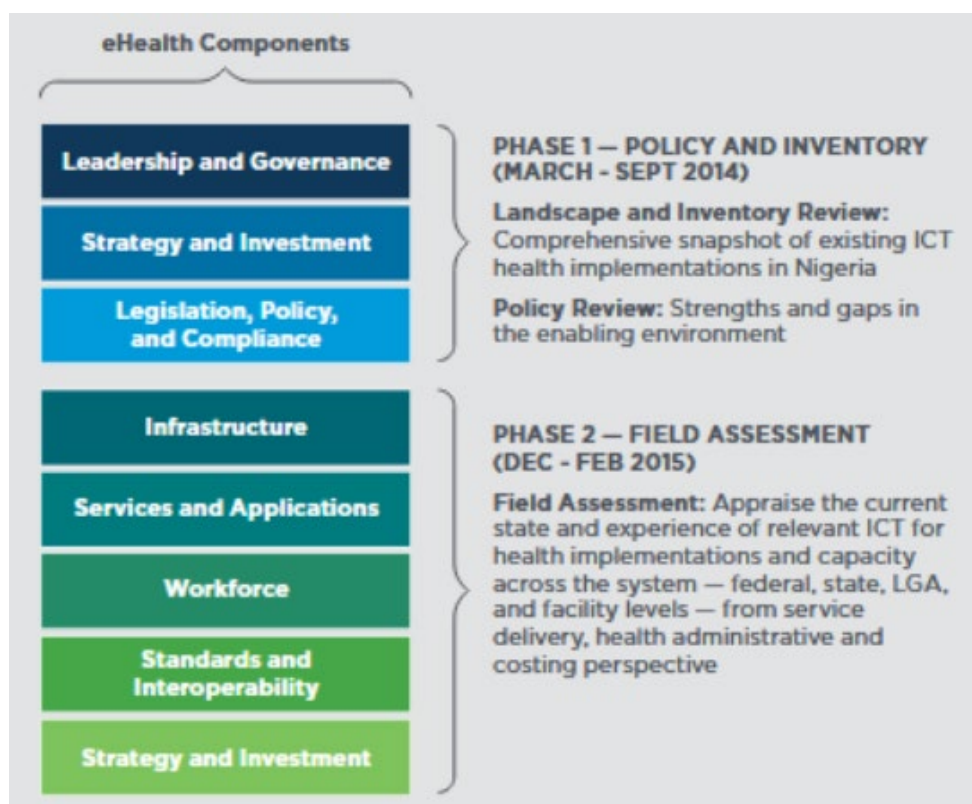 eHealth Components
Leadership and Governance
Strategy and Investment
Legislation, Policy,
and Compliance
PHASE 1 — POLICY AND INVENTORY
(MARCH - SEPT 2014)
Landscape and Inventory Review:
Comprehensive snapshot of existing ICT
health implementations in Nigeria
Policy Review: Strengths and gaps in
the enabling environment
Infrastructure
Services and Applications
Workforce
Standards and
Interoperability
Strategy and Investment
PHASE 2 — FIELD ASSESSMENT
(DEC - FEB 2015)
Field Assessment: Appraise the current
state and experience of relevant ICT for
health implementations and capacity
across the system — federal, state, LGA,
and facility levels — from service
delivery, health administrative and
costing perspective